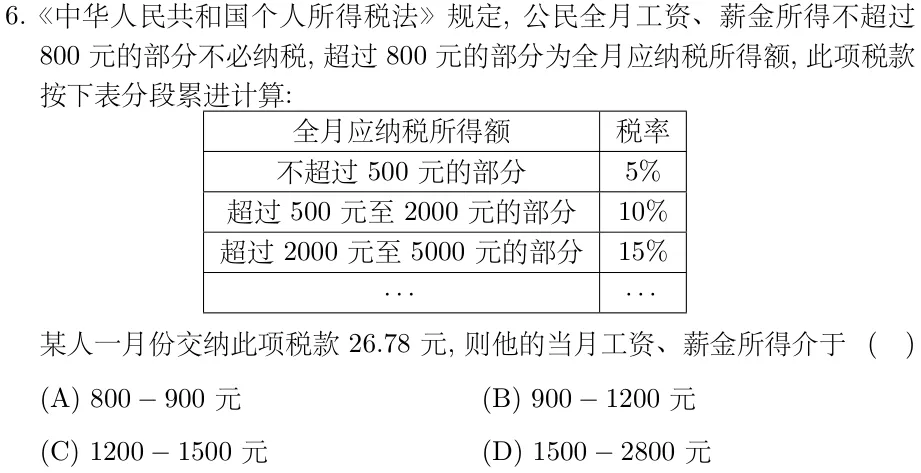 6. 《中华人民共和国个人所得税法》规定, 公民全月工资、薪金所得不超过
800 元的部分不必纳税, 超过 800 元的部分为全月应纳税所得额, 此项税款
按下表分段累进计算:
全月应纳税所得额 税率
不超过 500 元的部分 5%
超过 500 元至 2000 元的部分 10%
超过 2000 元至 5000 元的部分 15%
··· ···
某人一月份交纳此项税款 26.78 元, 则他的当月工资、薪金所得介于 ( )
(A) 800 − 900 元 (B) 900 − 1200 元
(C) 1200 − 1500 元 (D) 1500 − 2800 元